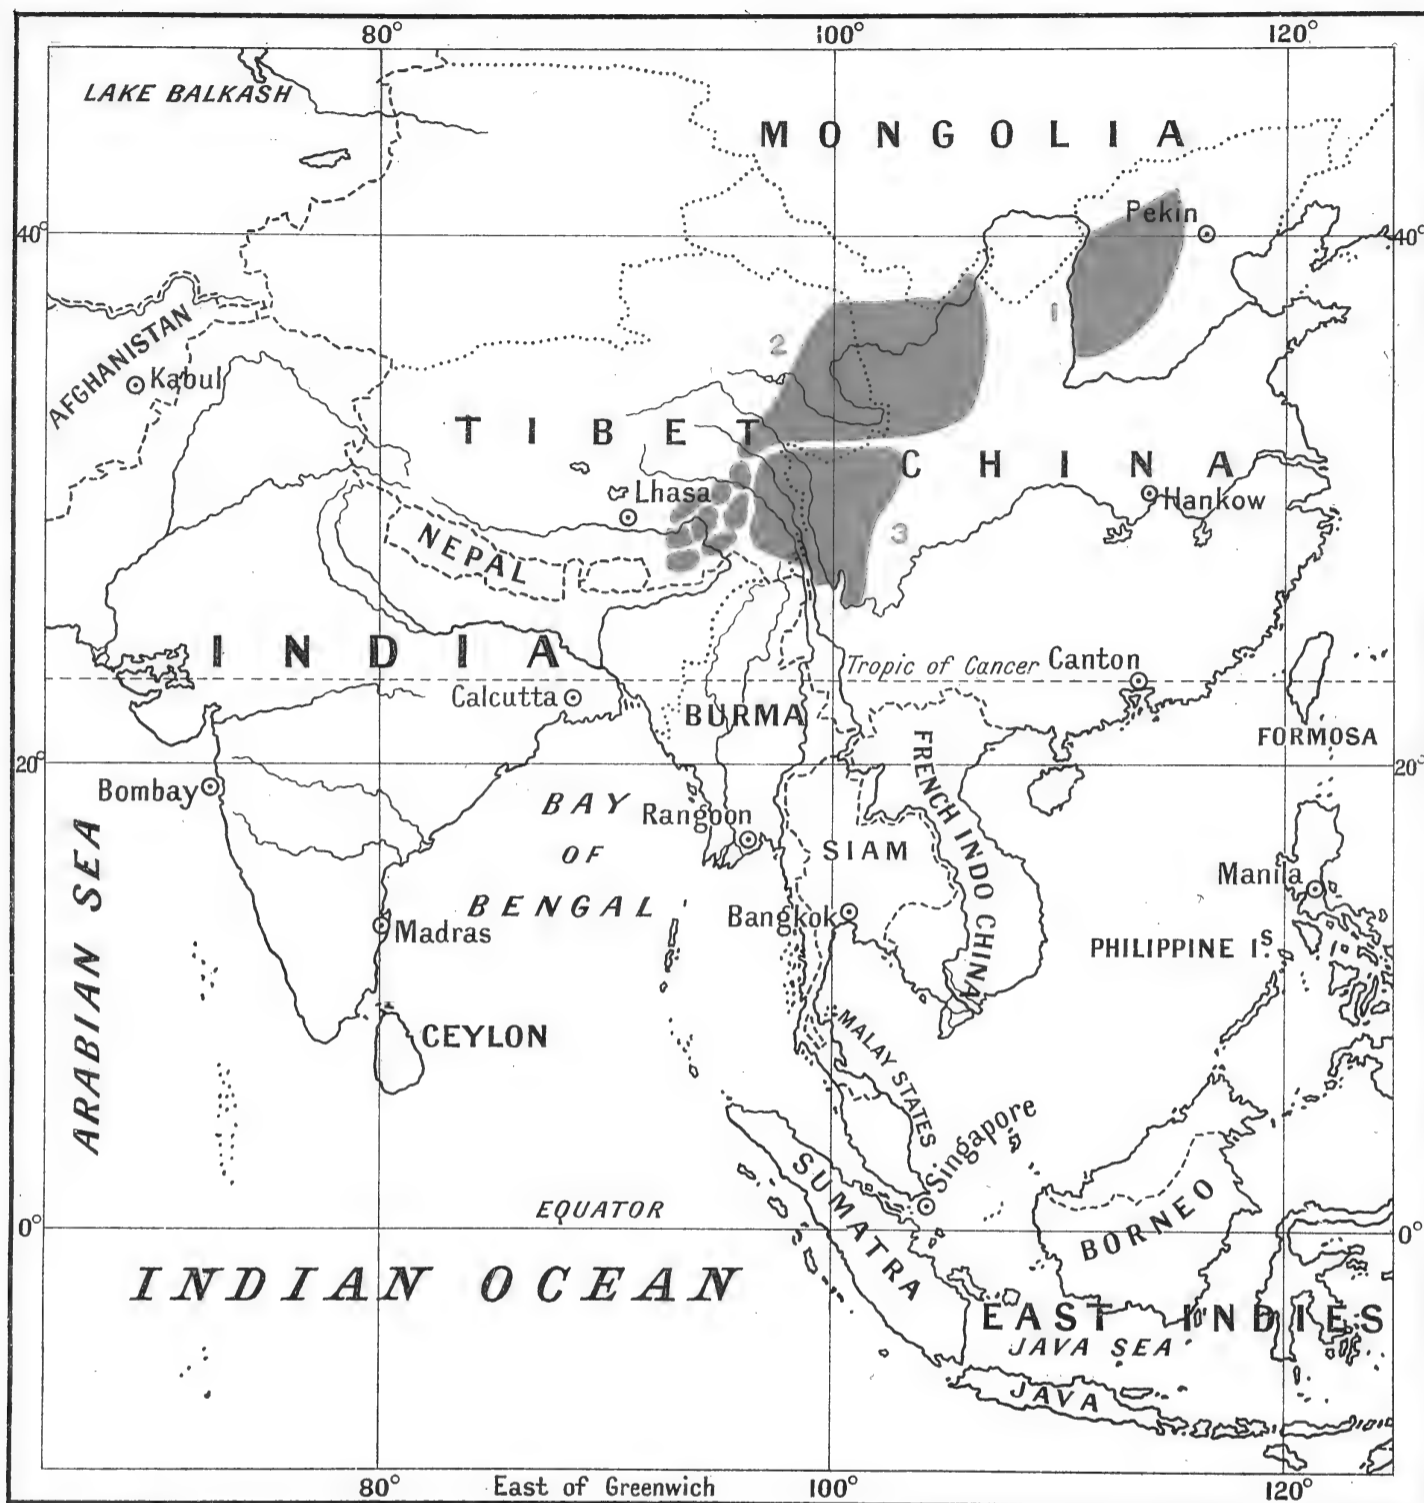 80° 100° 120°
LAKE BALKASH
MONGOLIA
Pekin
40° 40°
1
AFGHANISTAN
2
Kabul
TIBET
CHINA
Lhasa
Hankow
3
NEPAL
INDIA
Tropic of Cancer
Canton
Calcutta
BURMA
FORMOSA
20° 20°
FRENCH INDO CHINA
Bombay
BAY
OF
BENGAL
Rangoon
SIAM
Manila
ARABIAN SEA
Bangkok
Madras
PHILIPPINE Iˢ.
CEYLON
MALAY STATES
Singapore
SUMATRA
EQUATOR
BORNEO
0° 0°
INDIAN OCEAN
EAST INDIES
JAVA SEA
JAVA
80° East of Greenwich 100° 120°